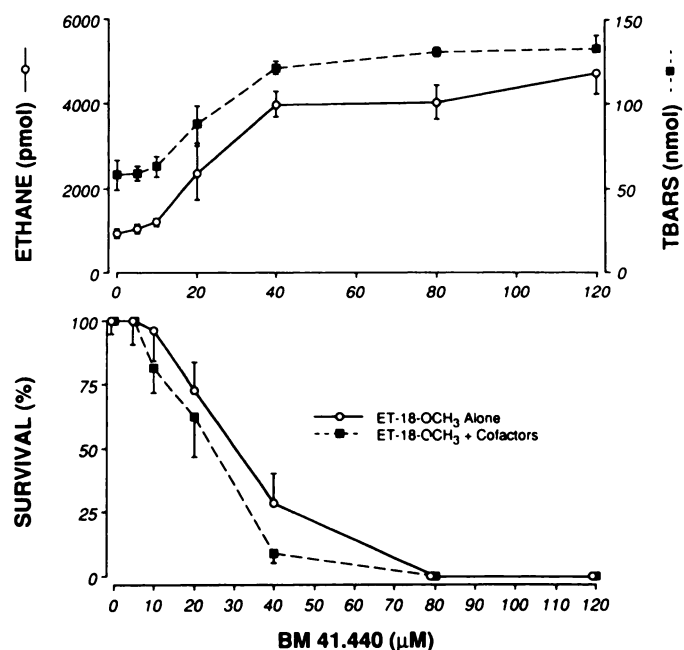 6000
4000
2000
0
ETHANE (pmol)
150
100
50
0
TBARS (nmol)
0 10 20 40 60 80 100 120
100
75
50
25
0
SURVIVAL (%)
ET-18-OCH3 Alone
ET-18-OCH3 + Cofactors
0 10 20 30 40 50 60 70 80 90 100 110 120
BM 41.440 (μM)